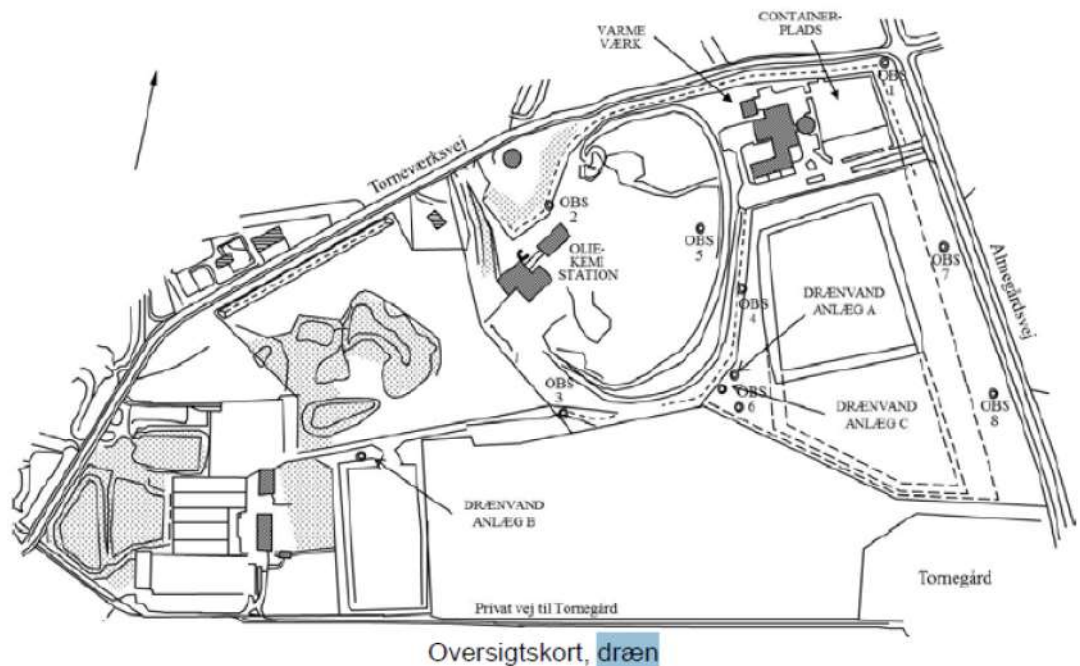 CONTAINER-
PLADS
VARME
VÆRK
OBS
1
Torneværksvej
OBS
2
OLIE-
KEMI
STATION
OBS
5
OBS
7
Almegårdsvej
OBS
4
DRÆNVAND
ANLÆG A
OBS
3
OBS
6
DRÆNVAND
ANLÆG C
OBS
8
DRÆNVAND
ANLÆG B
Tornegård
Privat vej til Tornegård
Oversigtskort, dræn